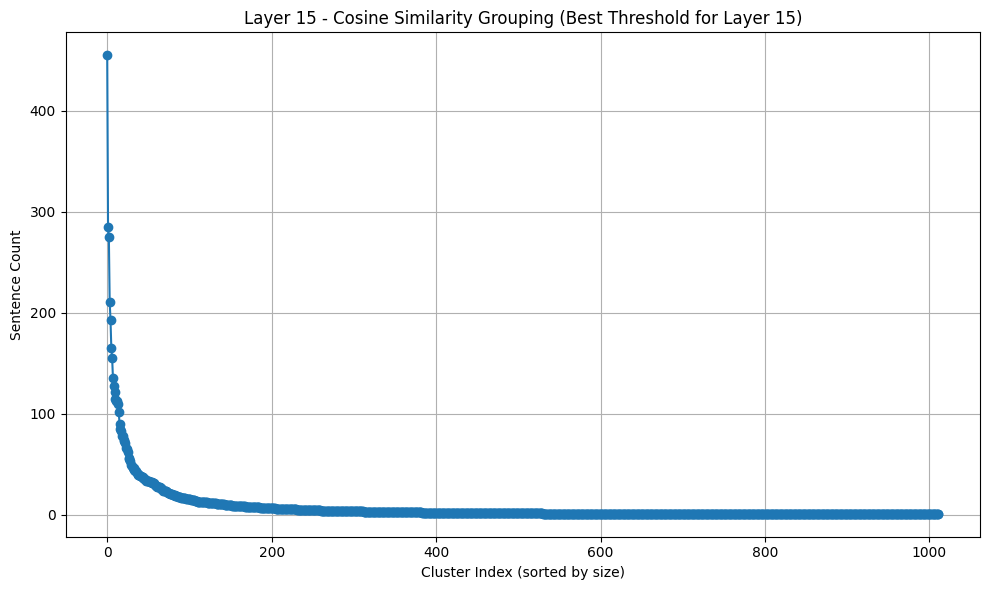 Layer 15 - Cosine Similarity Grouping (Best Threshold for Layer 15)
Sentence Count
400
300
200
100
0
0 200 400 600 800 1000
Cluster Index (sorted by size)